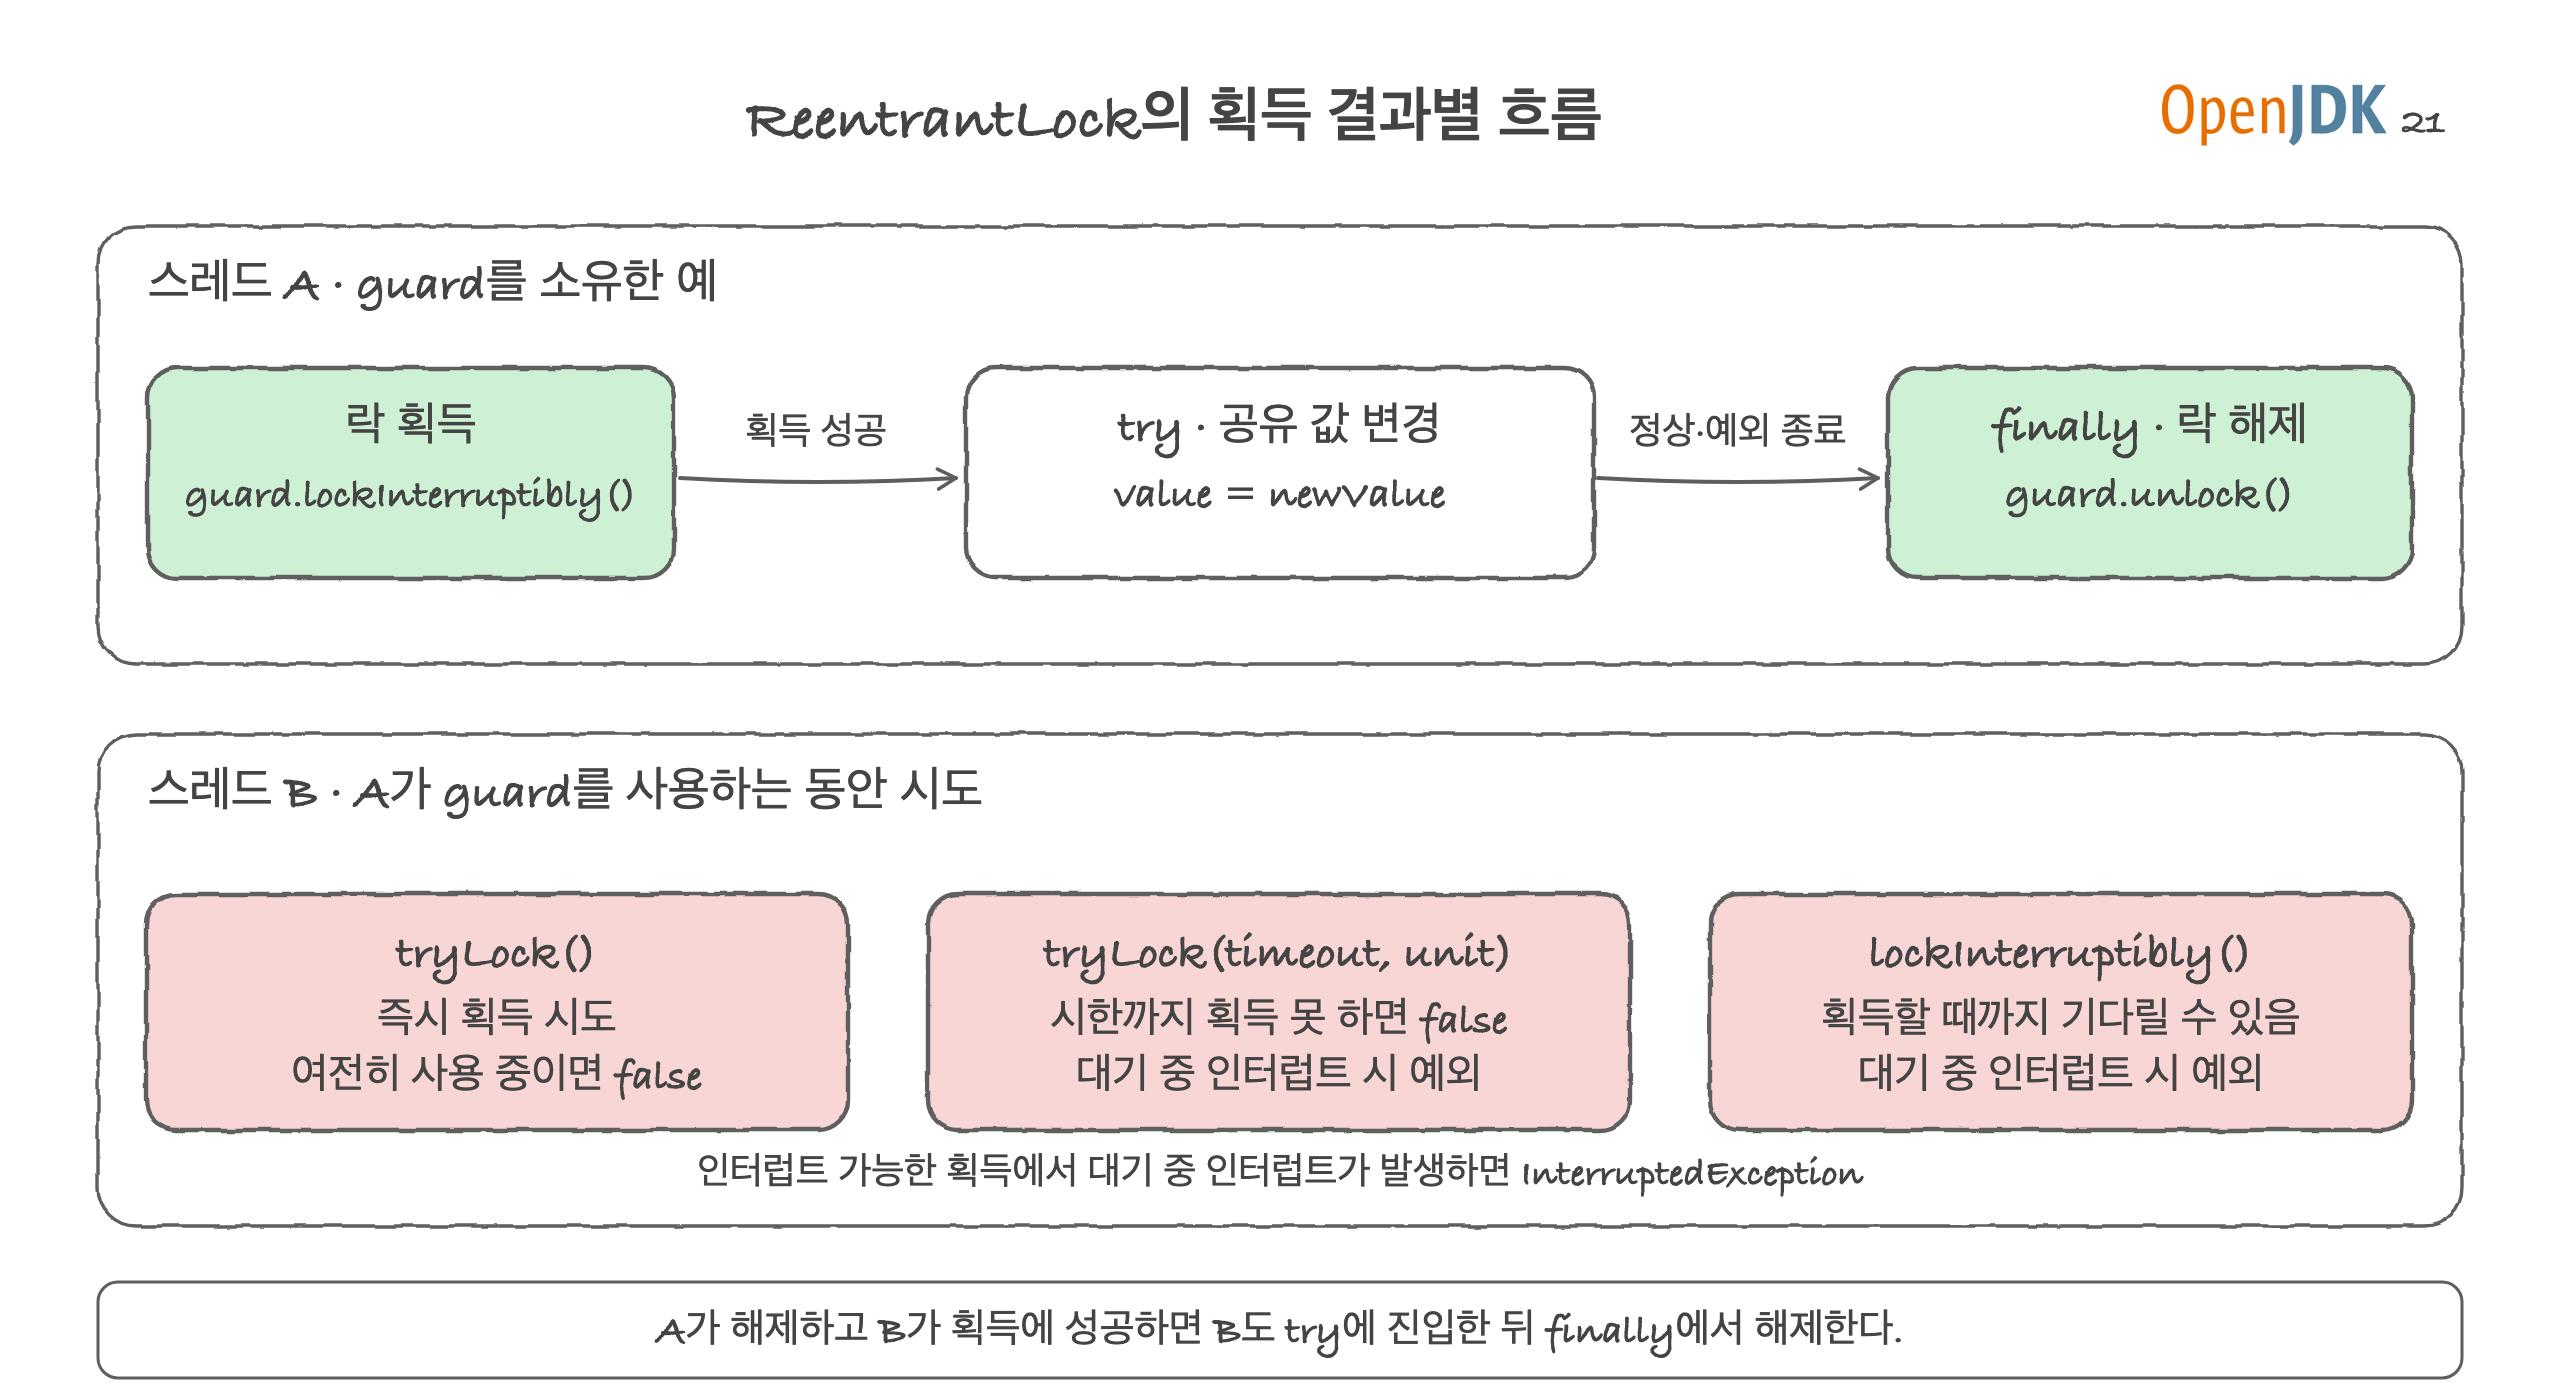 ReentrantLock의 획득 결과별 흐름
OpenJDK 21
스레드 A · guard를 소유한 예
락 획득
guard.lockInterruptibly()
획득 성공
try · 공유 값 변경
value = newValue
정상·예외 종료
finally · 락 해제
guard.unlock()
스레드 B · A가 guard를 사용하는 동안 시도
tryLock()
즉시 획득 시도
여전히 사용 중이면 false
tryLock(timeout, unit)
시한까지 획득 못 하면 false
대기 중 인터럽트 시 예외
lockInterruptibly()
획득할 때까지 기다릴 수 있음
대기 중 인터럽트 시 예외
인터럽트 가능한 획득에서 대기 중 인터럽트가 발생하면 InterruptedException
A가 해제하고 B가 획득에 성공하면 B도 try에 진입한 뒤 finally에서 해제한다.